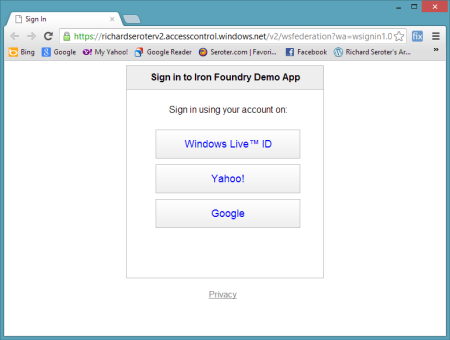 Sign In
https://richardseroterv2.accesscontrol.windows.net/v2/wsfederation?wa=wsignin1.0
Bing Google My Yahoo! Google Reader Seroter.com | Favori... Facebook Richard Seroter's Ar...
Sign in to Iron Foundry Demo App
Sign in using your account on:
Windows Live™ ID
Yahoo!
Google
Privacy